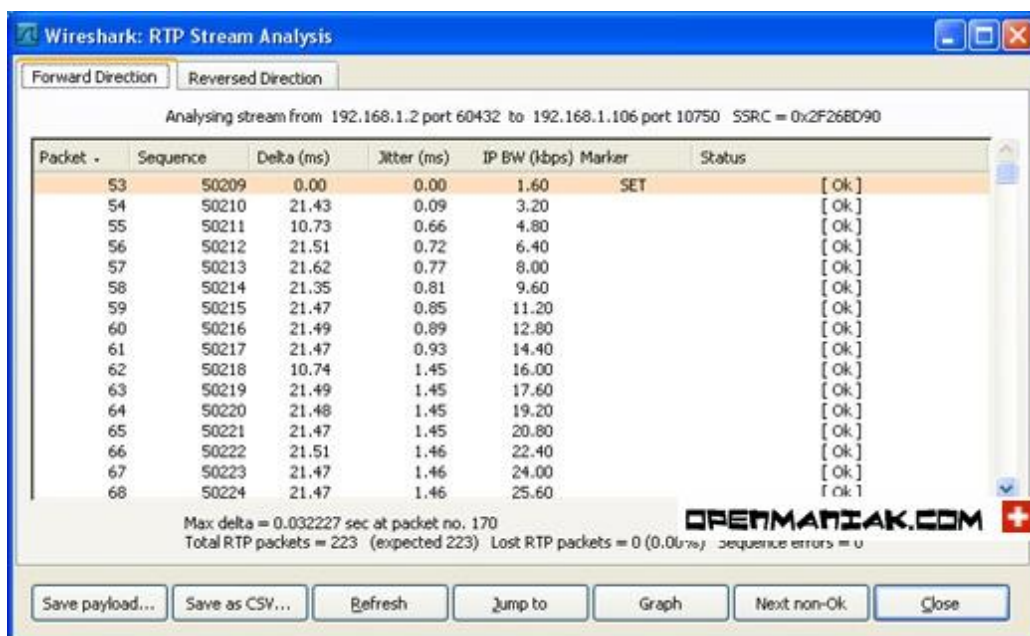 Wireshark: RTP Stream Analysis
Forward Direction Reversed Direction
Analysing stream from 192.168.1.2 port 60432 to 192.168.1.106 port 10750 SSRC = 0x2F26BD90
Packet Sequence Delta (ms) Jitter (ms) IP BW (kbps) Marker Status
53 50209 0.00 0.00 1.60 SET [ Ok ]
54 50210 21.43 0.09 3.20 [ Ok ]
55 50211 10.73 0.66 4.80 [ Ok ]
56 50212 21.51 0.72 6.40 [ Ok ]
57 50213 21.62 0.77 8.00 [ Ok ]
58 50214 21.35 0.81 9.60 [ Ok ]
59 50215 21.47 0.85 11.20 [ Ok ]
60 50216 21.49 0.89 12.80 [ Ok ]
61 50217 21.47 0.93 14.40 [ Ok ]
62 50218 10.74 1.45 16.00 [ Ok ]
63 50219 21.49 1.45 17.60 [ Ok ]
64 50220 21.48 1.45 19.20 [ Ok ]
65 50221 21.47 1.45 20.80 [ Ok ]
66 50222 21.51 1.46 22.40 [ Ok ]
67 50223 21.47 1.46 24.00 [ Ok ]
68 50224 21.47 1.46 25.60 [ Ok ]
OPENMANIAK.COM
Max delta = 0.032227 sec at packet no. 170
Total RTP packets = 223 (expected 223) Lost RTP packets = 0 (0.00%) Sequence errors = 0
Save payload... Save as CSV... Refresh Jump to Graph Next non-Ok Close